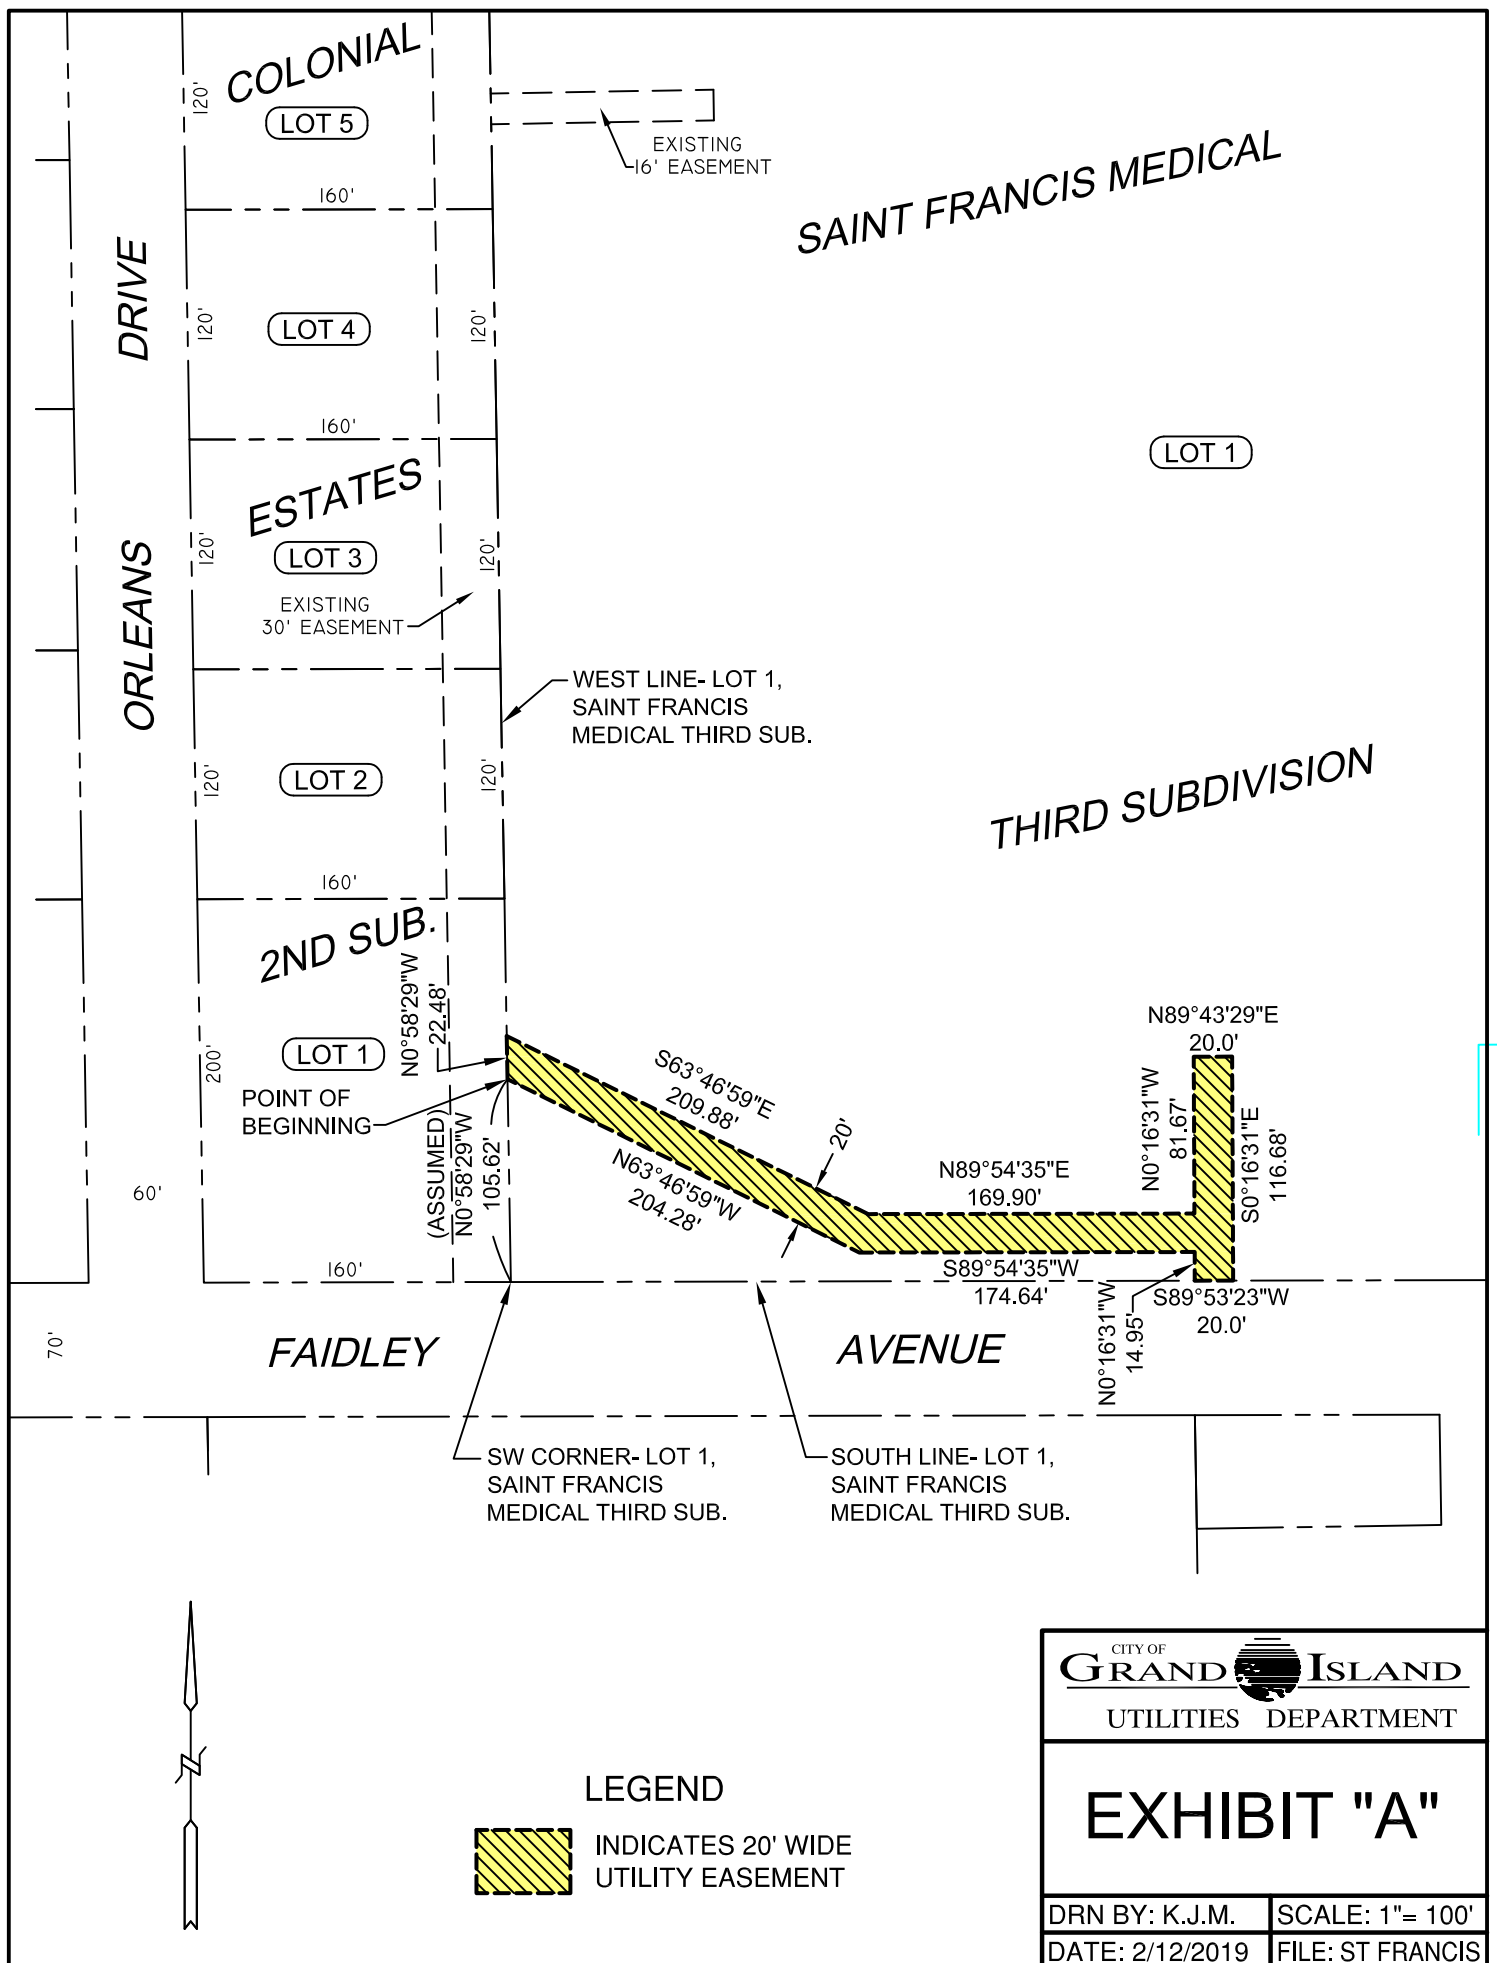 COLONIAL
120'
LOT 5
EXISTING
16' EASEMENT
160'
SAINT FRANCIS MEDICAL
DRIVE
120'
LOT 4
120'
160'
LOT 1
ESTATES
120'
LOT 3
120'
EXISTING
30' EASEMENT
ORLEANS
WEST LINE- LOT 1,
SAINT FRANCIS
MEDICAL THIRD SUB.
120'
LOT 2
120'
THIRD SUBDIVISION
160'
2ND SUB.
N0°58'29"W
22.48'
200'
LOT 1
POINT OF
BEGINNING
(ASSUMED)
N0°58'29"W
105.62'
S63°46'59"E
209.88'
20'
N63°46'59"W
204.28'
N89°54'35"E
169.90'
N89°43'29"E
20.0'
N0°16'31"W
81.67'
S0°16'31"E
116.68'
60'
160'
S89°54'35"W
174.64'
N0°16'31"W
14.95'
S89°53'23"W
20.0'
70'
FAIDLEY AVENUE
SW CORNER- LOT 1,
SAINT FRANCIS
MEDICAL THIRD SUB.
SOUTH LINE- LOT 1,
SAINT FRANCIS
MEDICAL THIRD SUB.
N
LEGEND
INDICATES 20' WIDE
UTILITY EASEMENT
CITY OF
GRAND ISLAND
UTILITIES DEPARTMENT
EXHIBIT "A"
DRN BY: K.J.M.
SCALE: 1"= 100'
DATE: 2/12/2019
FILE: ST FRANCIS